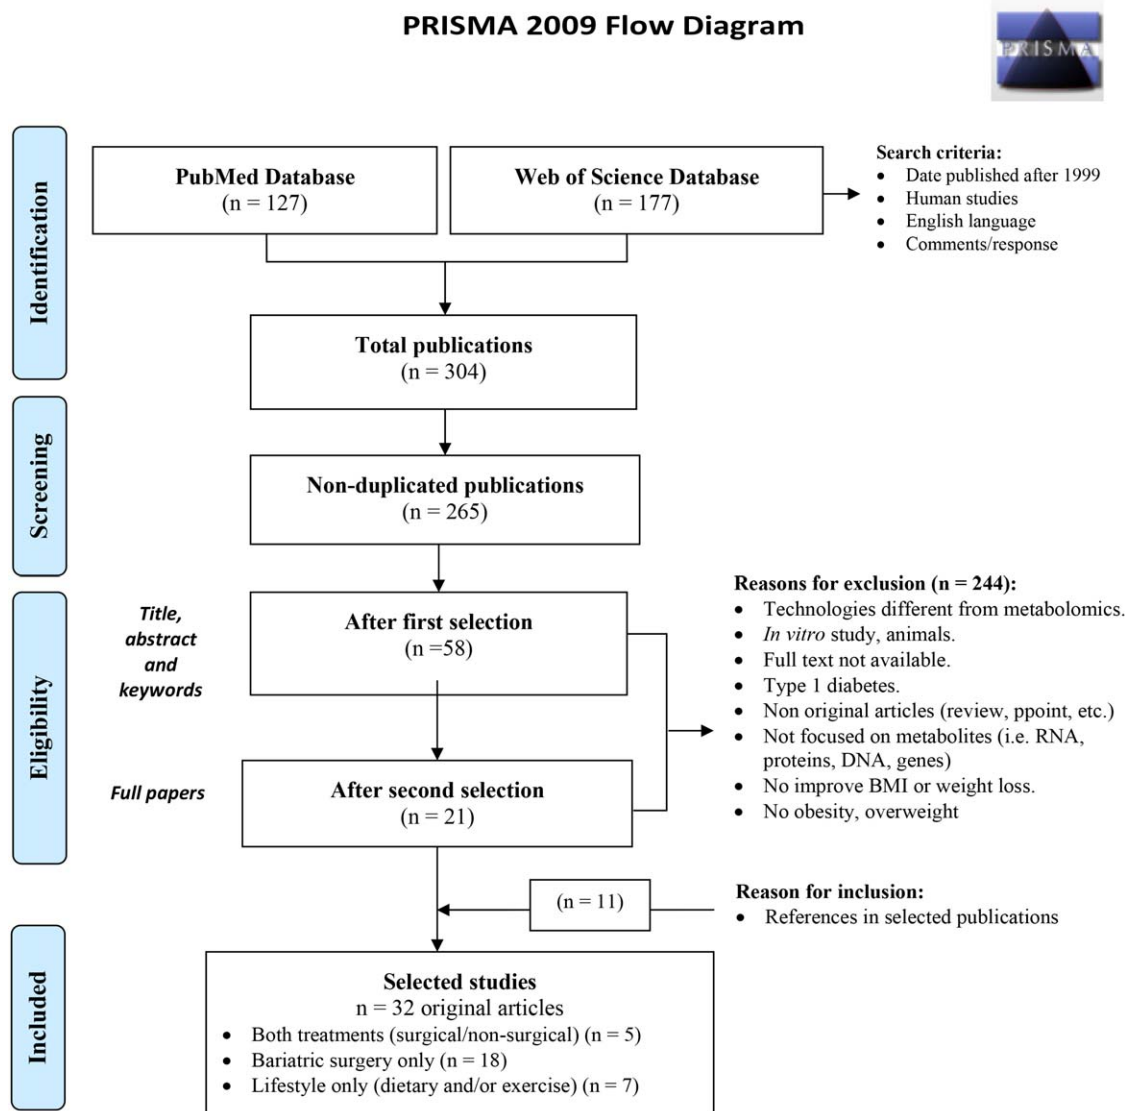 PRISMA 2009 Flow Diagram
PRISMA
Identification
PubMed Database
(n = 127)
Web of Science Database
(n = 177)
Search criteria:
• Date published after 1999
• Human studies
• English language
• Comments/response
Total publications
(n = 304)
Screening
Non-duplicated publications
(n = 265)
Eligibility
Title,
abstract
and
keywords
After first selection
(n =58)
Full papers
After second selection
(n = 21)
Reasons for exclusion (n = 244):
• Technologies different from metabolomics.
• In vitro study, animals.
• Full text not available.
• Type 1 diabetes.
• Non original articles (review, ppoint, etc.)
• Not focused on metabolites (i.e. RNA,
proteins, DNA, genes)
• No improve BMI or weight loss.
• No obesity, overweight
(n = 11)
Reason for inclusion:
• References in selected publications
Included
Selected studies
n = 32 original articles
• Both treatments (surgical/non-surgical) (n = 5)
• Bariatric surgery only (n = 18)
• Lifestyle only (dietary and/or exercise) (n = 7)